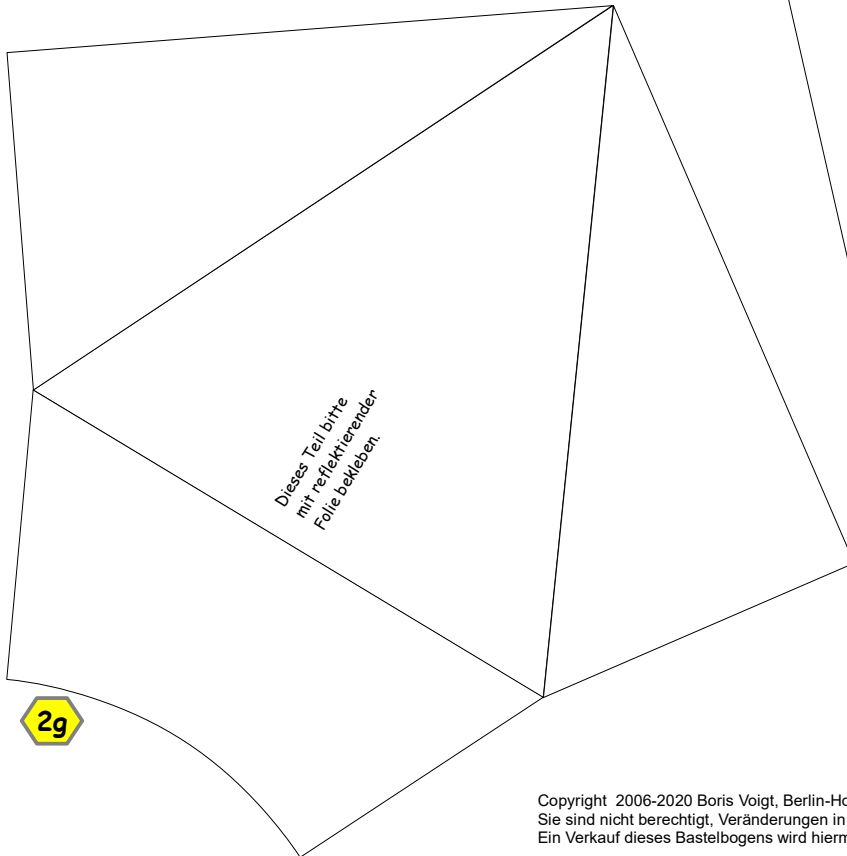 Dieses Teil bitte
mit reflektierender
Folie bekleben.
2g
Copyright 2006-2020 Boris Voigt, Berlin-Ho
Sie sind nicht berechtigt, Veränderungen in
Ein Verkauf dieses Bastelbogens wird hierm